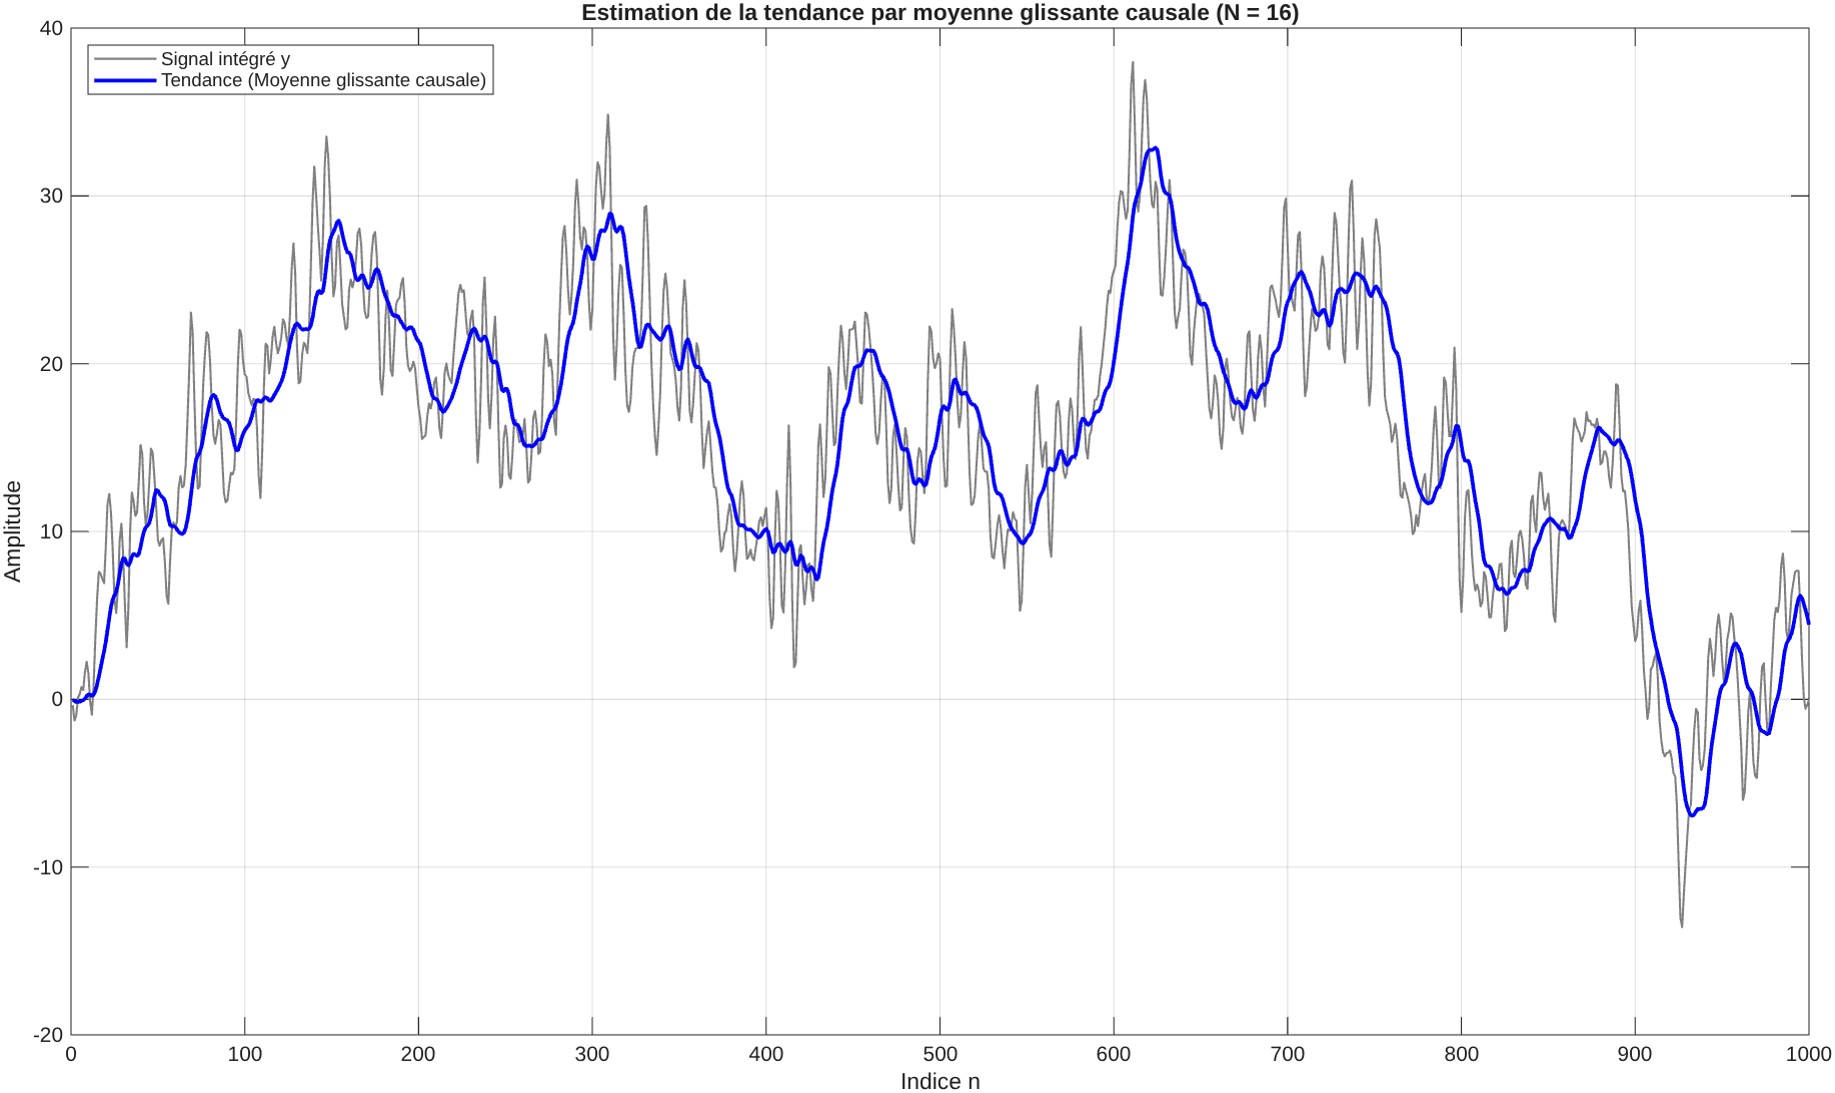 Estimation de la tendance par moyenne glissante causale (N = 16)
Signal intégré y
Tendance (Moyenne glissante causale)
Amplitude
40
30
20
10
0
-10
-20
0 100 200 300 400 500 600 700 800 900 1000
Indice n